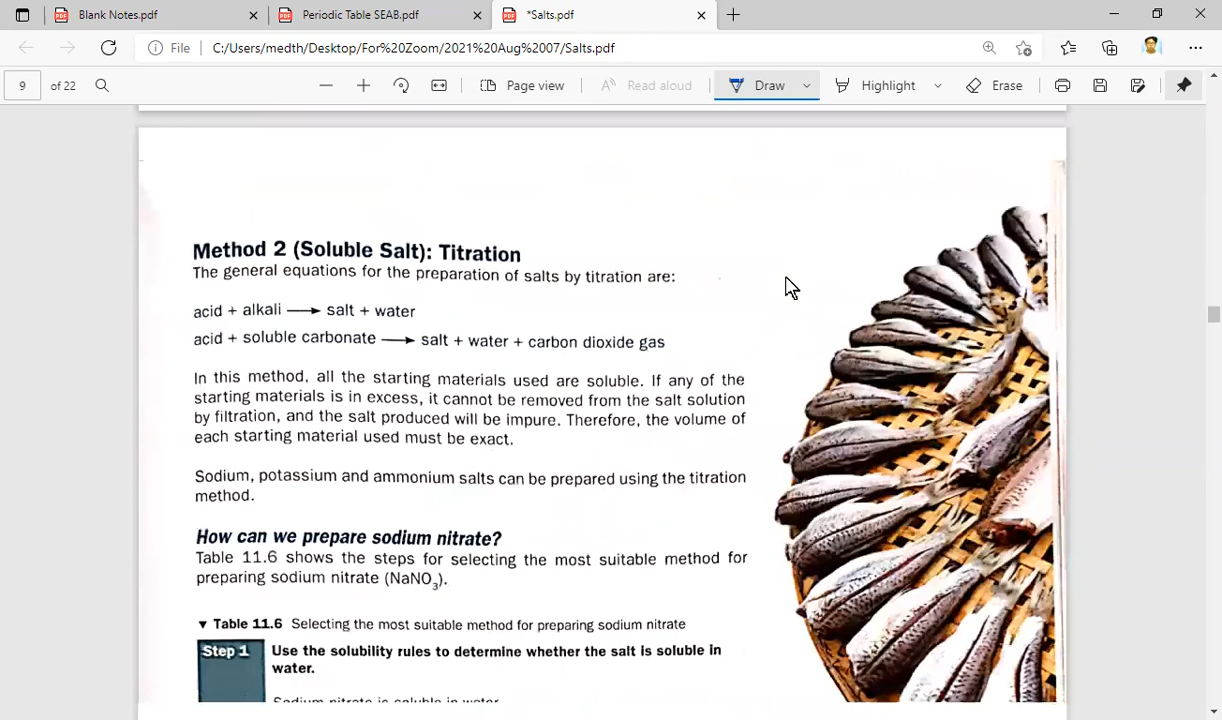 Blank Notes.pdf
Periodic Table SEAB.pdf
*Salts.pdf
File C:/Users/medth/Desktop/For%20Zoom/2021%20Aug%2007/Salts.pdf
9 of 22
Page view
Read aloud
Draw
Highlight
Erase
Method 2 (Soluble Salt): Titration
The general equations for the preparation of salts by titration are:
acid + alkali ⟶ salt + water
acid + soluble carbonate ⟶ salt + water + carbon dioxide gas
In this method, all the starting materials used are soluble. If any of the
starting materials is in excess, it cannot be removed from the salt solution
by filtration, and the salt produced will be impure. Therefore, the volume of
each starting material used must be exact.
Sodium, potassium and ammonium salts can be prepared using the titration
method.
How can we prepare sodium nitrate?
Table 11.6 shows the steps for selecting the most suitable method for
preparing sodium nitrate (NaNO₃).
▼ Table 11.6 Selecting the most suitable method for preparing sodium nitrate
Step 1 Use the solubility rules to determine whether the salt is soluble in
water.
Sodium nitrate is soluble in water